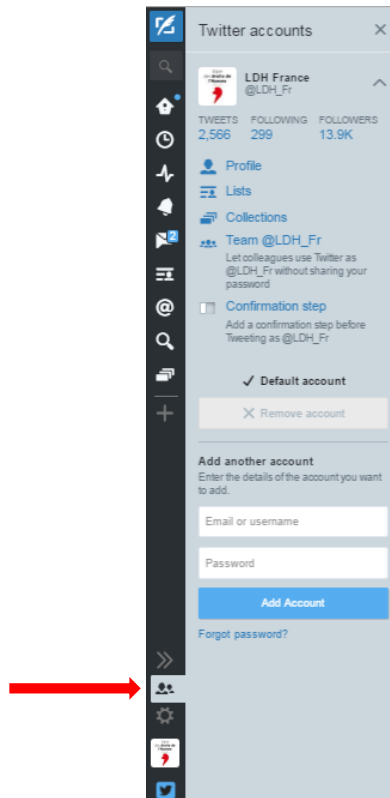 Twitter accounts
LDH France
@LDH_Fr
TWEETS FOLLOWING FOLLOWERS
2,566 299 13.9K
Profile
Lists
Collections
Team @LDH_Fr
Let colleagues use Twitter as
@LDH_Fr without sharing your
password
Confirmation step
Add a confirmation step before
Tweeting as @LDH_Fr
✓ Default account
Remove account
Add another account
Enter the details of the account you want
to add.
Email or username
Password
Add Account
Forgot password?
2
@